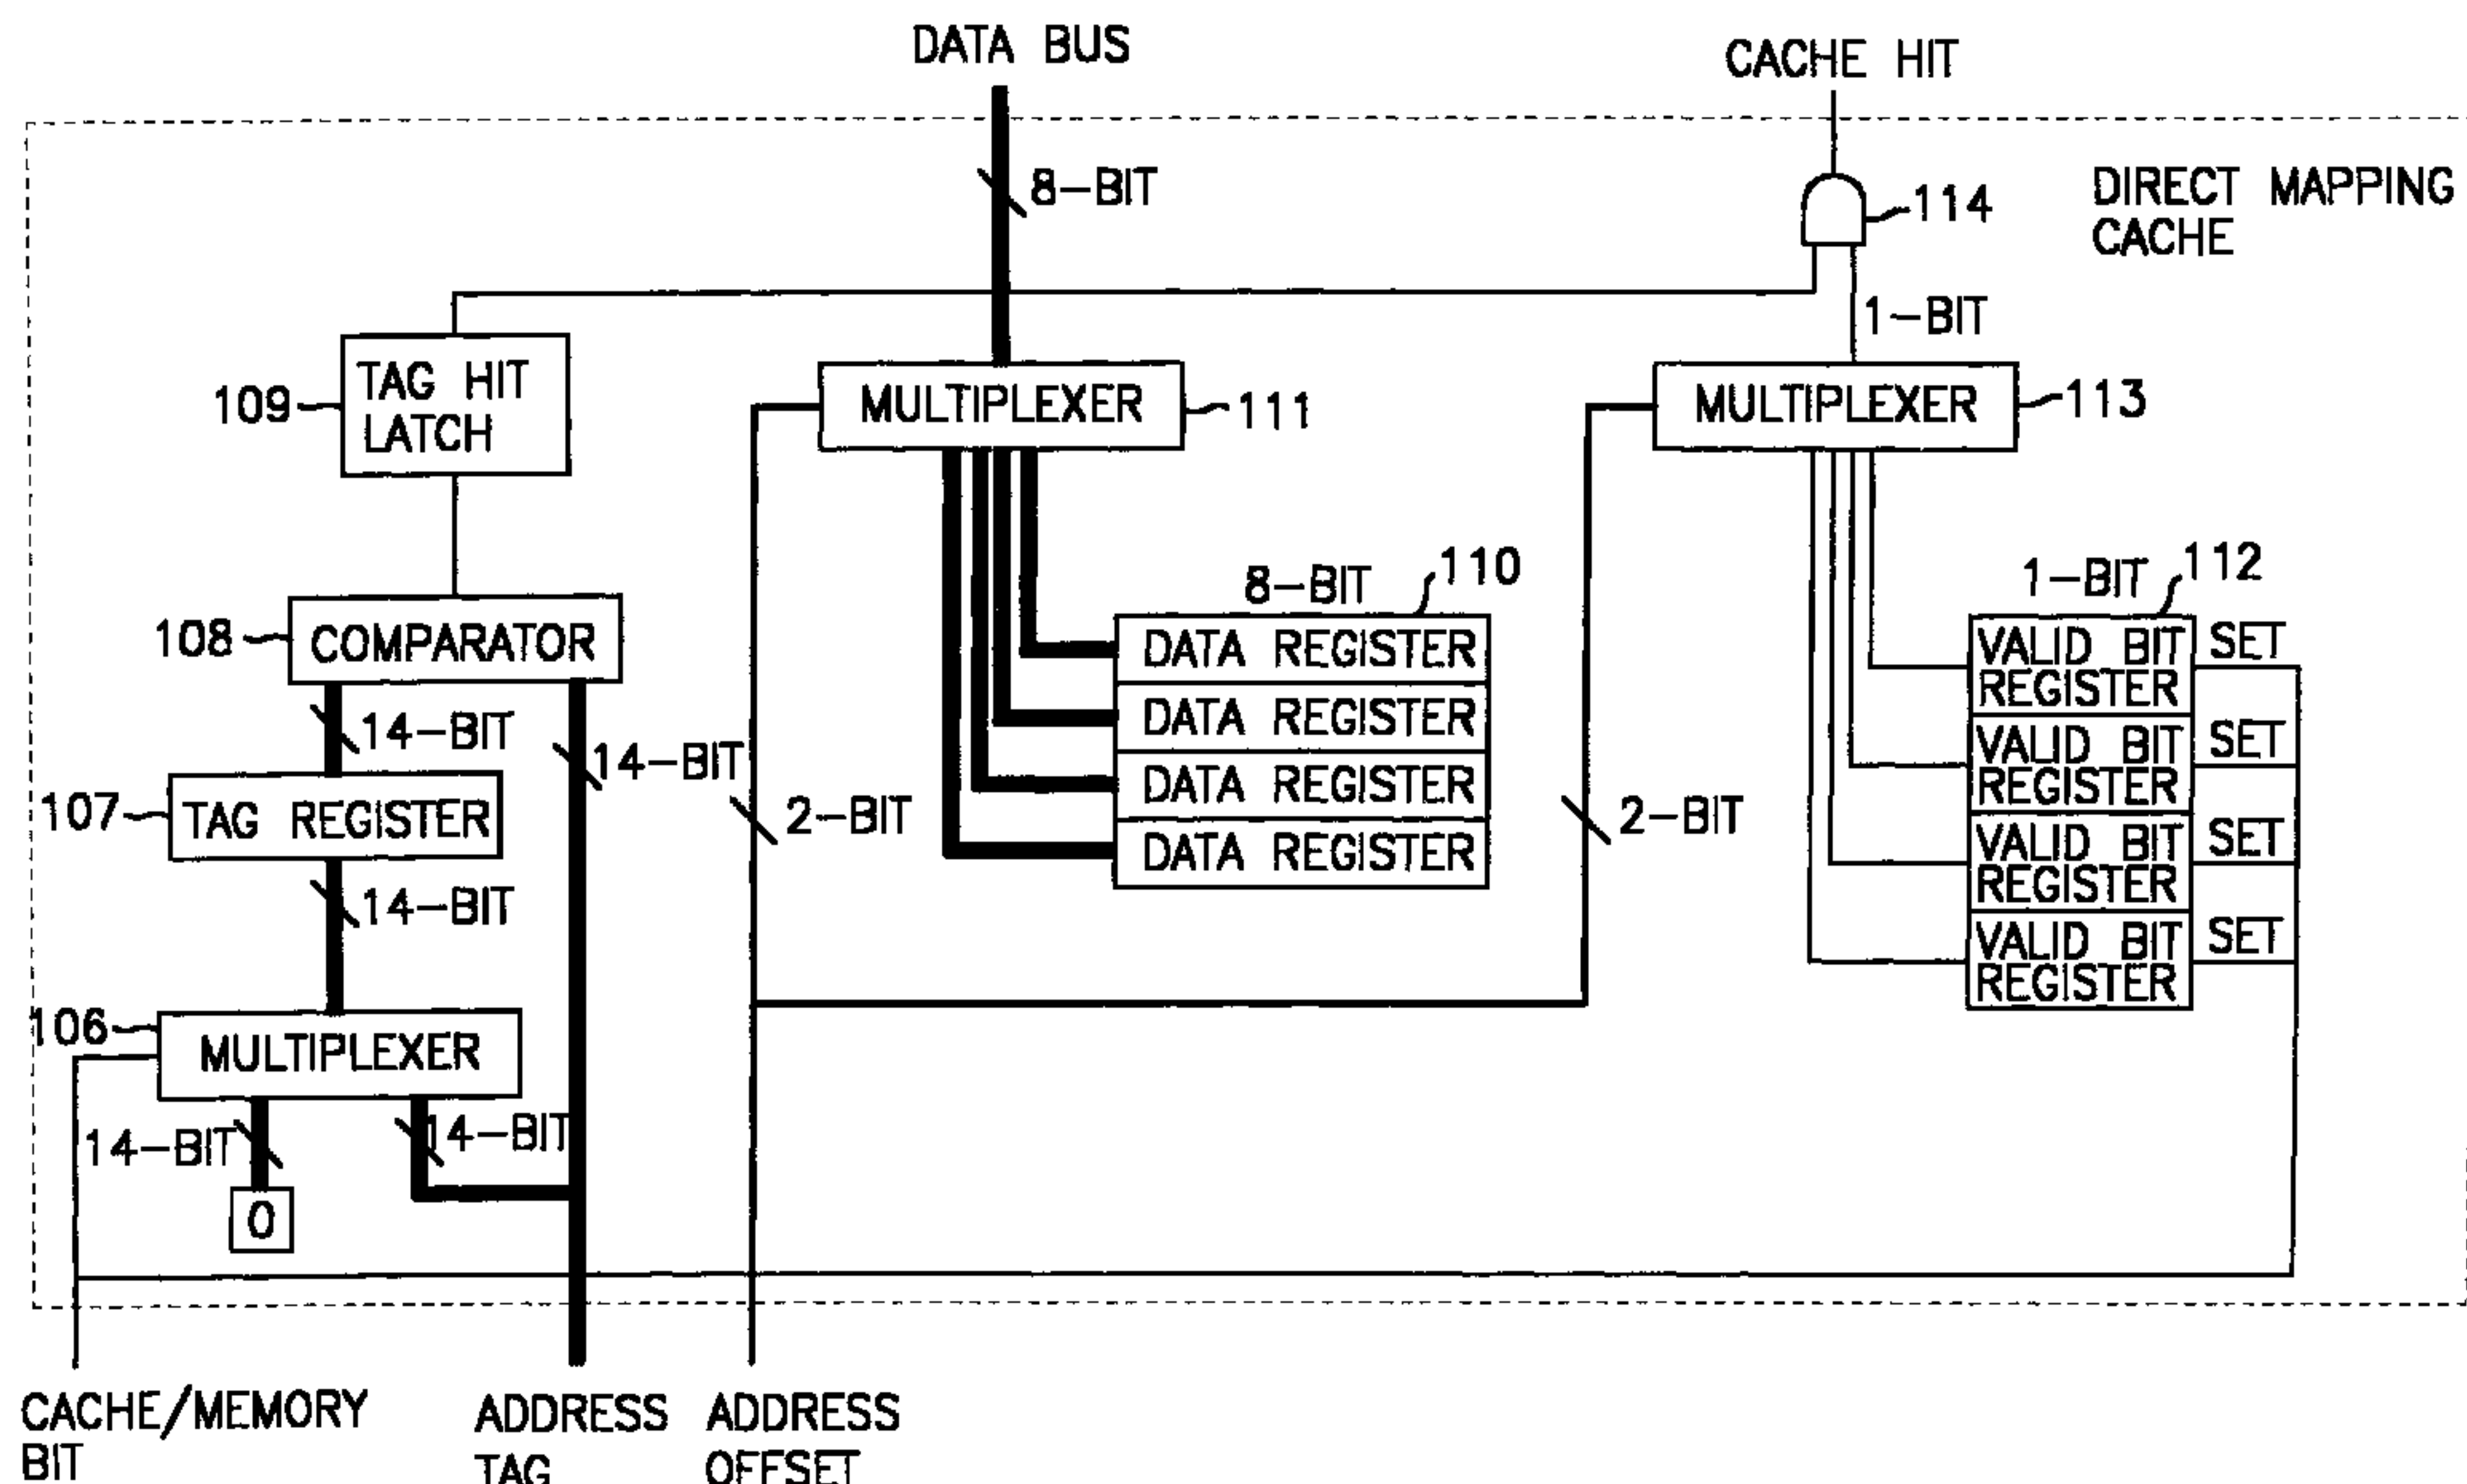 DATA BUS
CACHE HIT
8-BIT
114
DIRECT MAPPING
CACHE
1-BIT
109
TAG HIT
LATCH
MULTIPLEXER
111
MULTIPLEXER
113
108
COMPARATOR
8-BIT
110
DATA REGISTER
DATA REGISTER
DATA REGISTER
DATA REGISTER
1-BIT
112
VALID BIT
REGISTER
SET
VALID BIT
REGISTER
SET
VALID BIT
REGISTER
SET
VALID BIT
REGISTER
SET
14-BIT
14-BIT
107
TAG REGISTER
2-BIT
2-BIT
14-BIT
106
MULTIPLEXER
14-BIT
14-BIT
0
CACHE/MEMORY
BIT
ADDRESS
TAG
ADDRESS
OFFSET